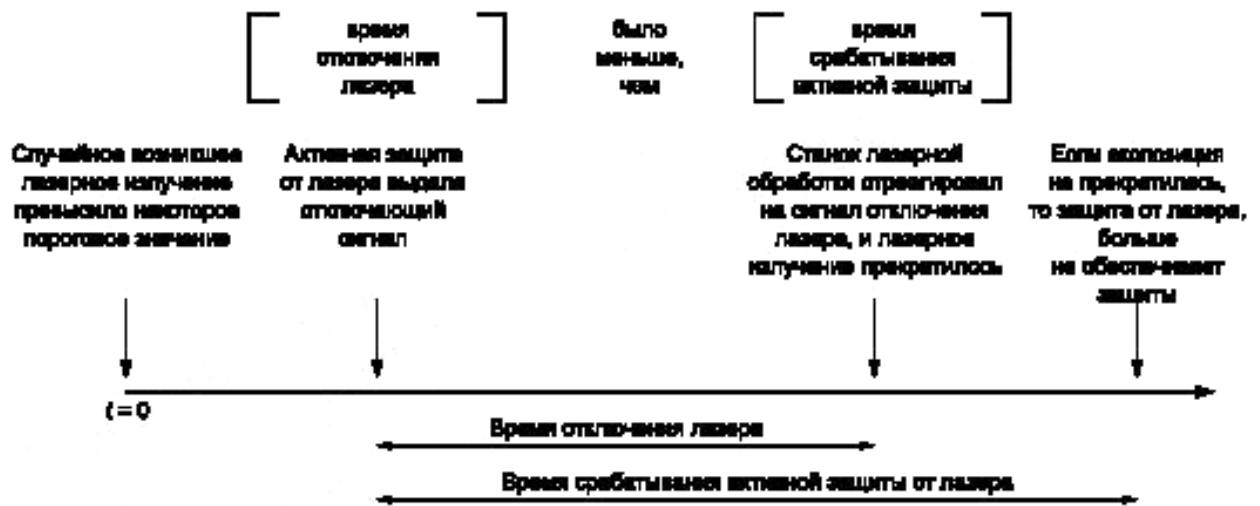 время
отключения
лазера
было
меньше,
чем
время
срабатывания
активной защиты
Случайное возникшее
лазерное излучение
превысило некоторое
пороговое значение
Активная защита
от лазера выдала
отключающий
сигнал
Станок лазерной
обработки отреагировал
на сигнал отключения
лазера, и лазерное
излучение прекратилось
Если экспозиция
не прекратилась,
то защита от лазера,
больше
не обеспечивает
защиты
t = 0
Время отключения лазера
Время срабатывания активной защиты от лазера